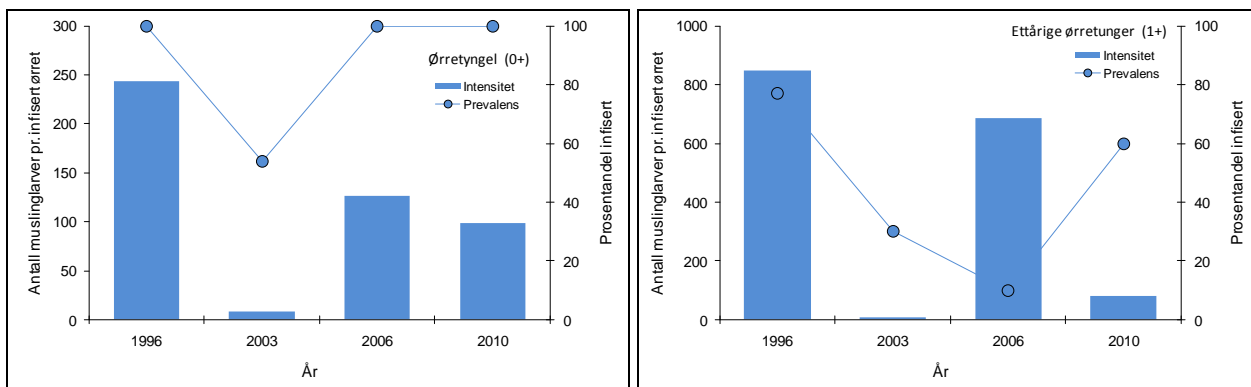 Antall muslinglarver pr. infisert ørret
300
250
200
150
100
50
0
Ørretyngel (0+)
Intensitet
Prevalens
100
80
60
40
20
0
Prosentandel infisert
1996
2003
2006
2010
År
Antall muslinglarver pr. infisert ørret
1000
800
600
400
200
0
Ettårige ørretunger (1+)
Intensitet
Prevalens
100
80
60
40
20
0
Prosentandel infisert
1996
2003
2006
2010
År